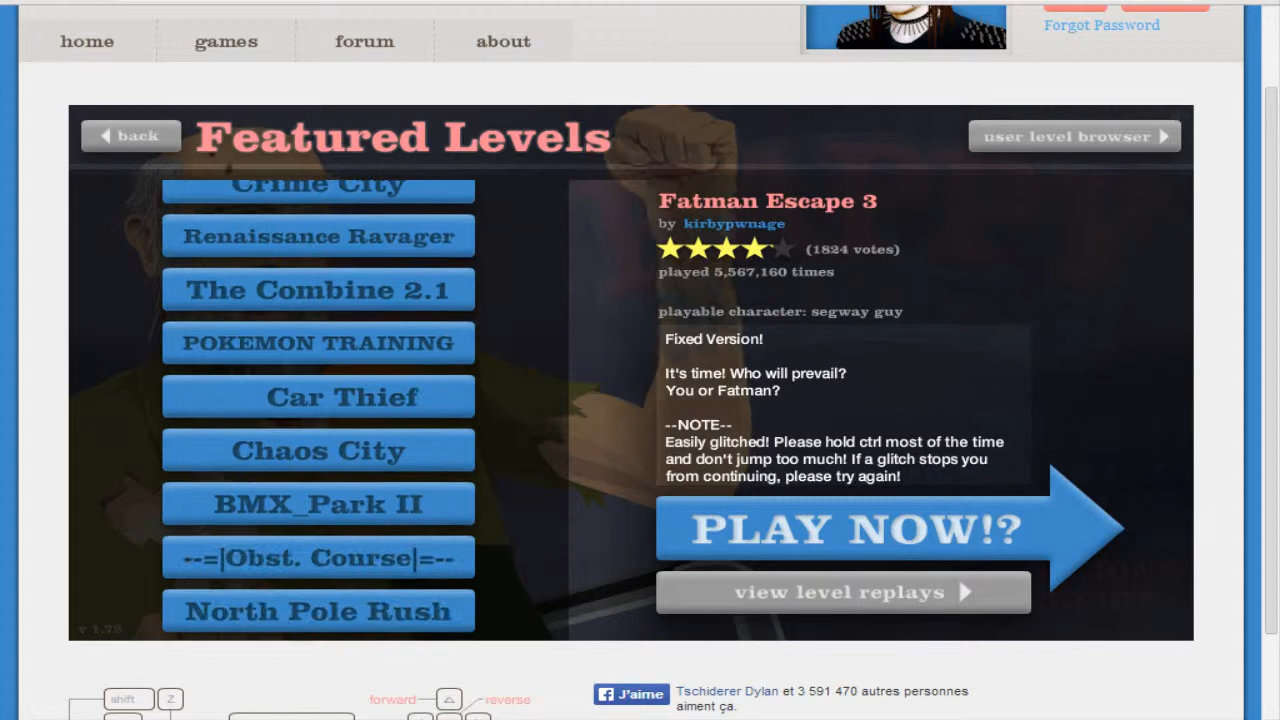 home games forum about
Forgot Password
back
Featured Levels
user level browser
Crime City
Renaissance Ravager
The Combine 2.1
POKEMON TRAINING
Car Thief
Chaos City
BMX_Park II
--=|Obst. Course|=--
North Pole Rush
Fatman Escape 3
by kirbypwnage
(1824 votes)
played 5,567,160 times
playable character: segway guy
Fixed Version!
It's time! Who will prevail?
You or Fatman?
--NOTE--
Easily glitched! Please hold ctrl most of the time
and don't jump too much! If a glitch stops you
from continuing, please try again!
PLAY NOW!?
view level replays
v 1.78
shift Z
forward reverse
J'aime
Tschiderer Dylan et 3 591 470 autres personnes
aiment ça.